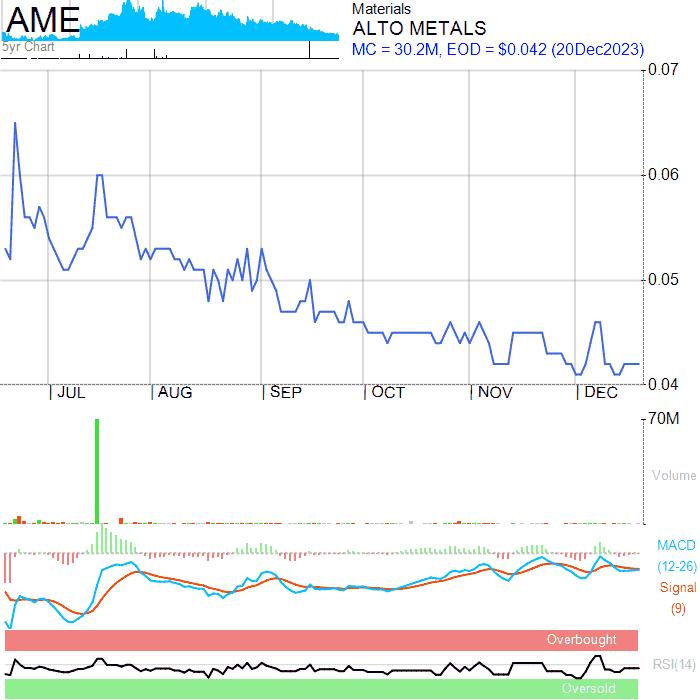 AME
5yr Chart
Materials
ALTO METALS
MC = 30.2M, EOD = $0.042 (20Dec2023)
0.07
0.06
0.05
0.04
JUL AUG SEP OCT NOV DEC
70M
Volume
MACD
(12-26)
Signal
(9)
Overbought
RSI(14)
Oversold